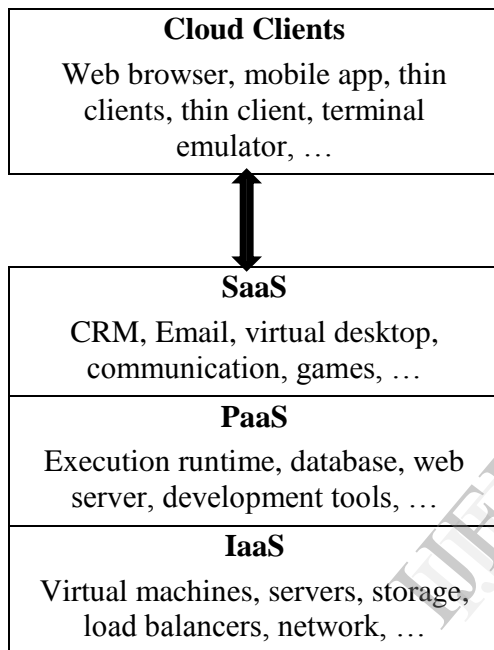 Cloud Clients
Web browser, mobile app, thin
clients, thin client, terminal
emulator, …
SaaS
CRM, Email, virtual desktop,
communication, games, …
PaaS
Execution runtime, database, web
server, development tools, …
IaaS
Virtual machines, servers, storage,
load balancers, network, …